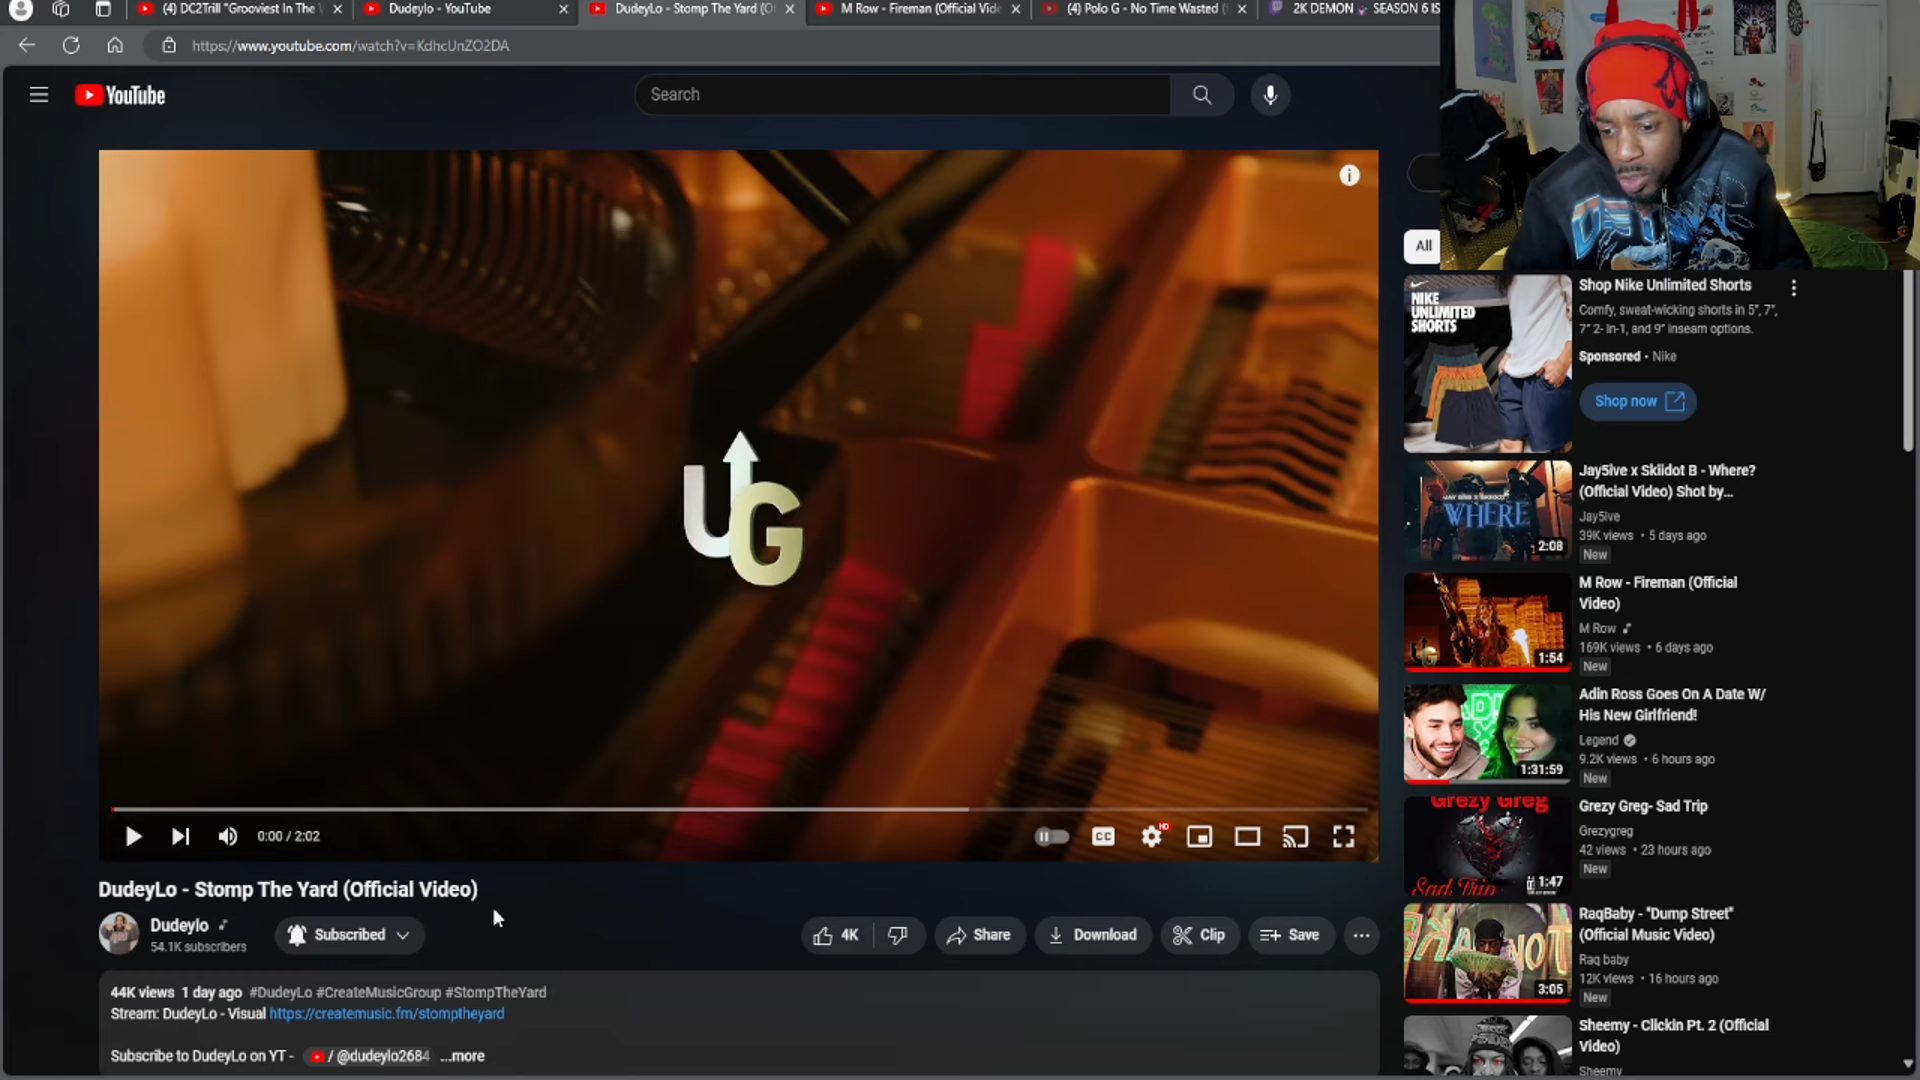 (4) DC2Trill "Grooviest In The
Dudeylo - YouTube
DudeyLo - Stomp The Yard (O
M Row - Fireman (Official Vid
(4) Polo G - No Time Wasted (
2K DEMON SEASON 6 IS
https://www.youtube.com/watch?v=KdhcUnZO2DA
YouTube
Search
UG
0:00 / 2:02
CC
HD
DudeyLo - Stomp The Yard (Official Video)
Dudeylo
54.1K subscribers
Subscribed
4K
Share
Download
Clip
Save
44K views 1 day ago #DudeyLo #CreateMusicGroup #StompTheYard
Stream: DudeyLo - Visual https://createmusic.fm/stomptheyard
Subscribe to DudeyLo on YT - / @dudeylo2684 ...more
All
NIKE
UNLIMITED
SHORTS
Shop Nike Unlimited Shorts
Comfy, sweat-wicking shorts in 5", 7",
7" 2- in-1, and 9" inseam options.
Sponsored · Nike
Shop now
WHERE
2:08
Jay5ive x Skiidot B - Where?
(Official Video) Shot by...
Jay5ive
39K views · 5 days ago
New
UG
1:54
M Row - Fireman (Official
Video)
M Row
169K views · 6 days ago
New
1:31:59
Adin Ross Goes On A Date W/
His New Girlfriend!
Legend
9.2K views · 6 hours ago
New
Grezy Greg
Sad Trip
1:47
Grezy Greg- Sad Trip
Grezygreg
42 views · 23 hours ago
New
3:05
RaqBaby - "Dump Street"
(Official Music Video)
Raq baby
12K views · 16 hours ago
New
Sheemy - Clickin Pt. 2 (Official
Video)
Sheemy